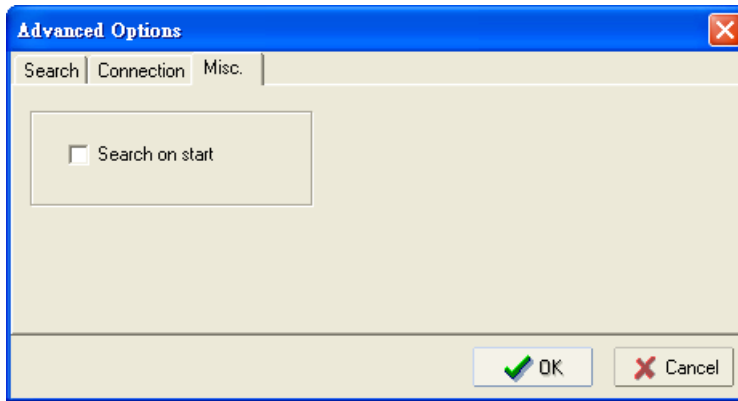 Advanced Options
Search Connection Misc.
Search on start
OK Cancel